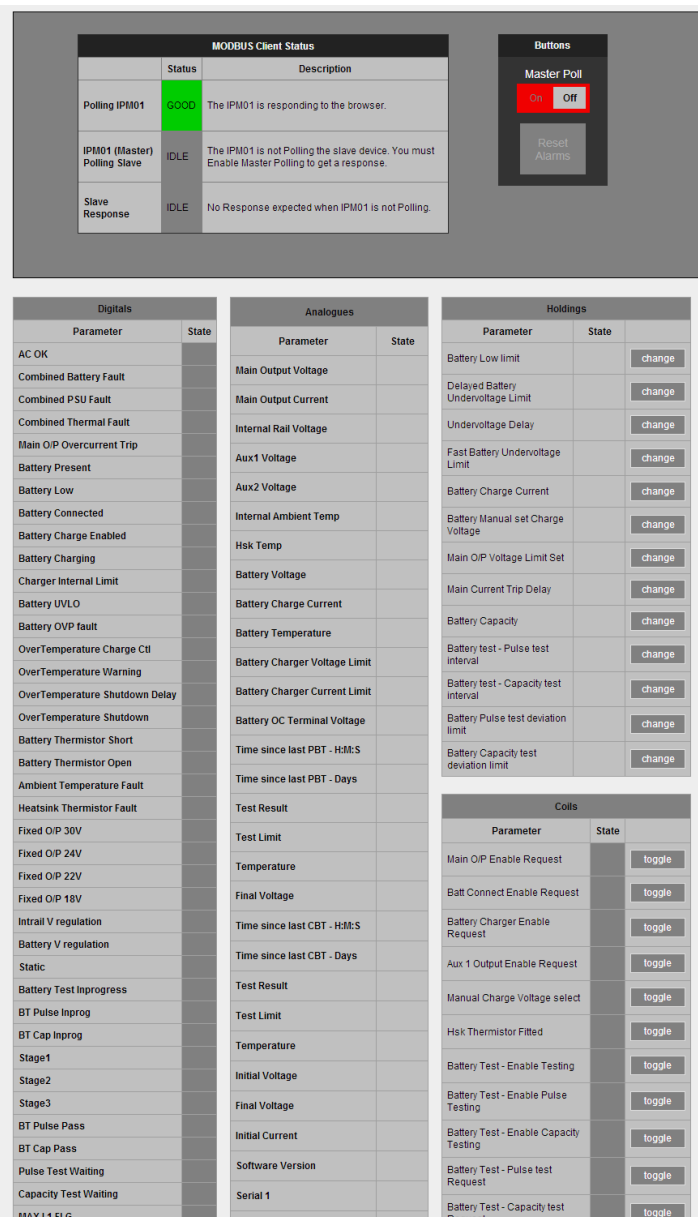 MODBUS Client Status
Status Description
Polling IPM01 GOOD The IPM01 is responding to the browser.
IPM01 (Master)
Polling Slave
IDLE
The IPM01 is not Polling the slave device. You must
Enable Master Polling to get a response.
Slave
Response
IDLE No Response expected when IPM01 is not Polling.
Buttons
Master Poll
On Off
Reset
Alarms
Digitals
Parameter State
AC OK
Combined Battery Fault
Combined PSU Fault
Combined Thermal Fault
Main O/P Overcurrent Trip
Battery Present
Battery Low
Battery Connected
Battery Charge Enabled
Battery Charging
Charger Internal Limit
Battery UVLO
Battery OVP fault
OverTemperature Charge Ctl
OverTemperature Warning
OverTemperature Shutdown Delay
OverTemperature Shutdown
Battery Thermistor Short
Battery Thermistor Open
Ambient Temperature Fault
Heatsink Thermistor Fault
Fixed O/P 30V
Fixed O/P 24V
Fixed O/P 22V
Fixed O/P 18V
Intrail V regulation
Battery V regulation
Static
Battery Test Inprogress
BT Pulse Inprog
BT Cap Inprog
Stage1
Stage2
Stage3
BT Pulse Pass
BT Cap Pass
Pulse Test Waiting
Capacity Test Waiting
MAX L1 FLG
Analogues
Parameter State
Main Output Voltage
Main Output Current
Internal Rail Voltage
Aux1 Voltage
Aux2 Voltage
Internal Ambient Temp
Hsk Temp
Battery Voltage
Battery Charge Current
Battery Temperature
Battery Charger Voltage Limit
Battery Charger Current Limit
Battery OC Terminal Voltage
Time since last PBT - H:M:S
Time since last PBT - Days
Test Result
Test Limit
Temperature
Final Voltage
Time since last CBT - H:M:S
Time since last CBT - Days
Test Result
Test Limit
Temperature
Initial Voltage
Final Voltage
Initial Current
Software Version
Serial 1
Holdings
Parameter State
Battery Low limit change
Delayed Battery
Undervoltage Limit
change
Undervoltage Delay change
Fast Battery Undervoltage
Limit
change
Battery Charge Current change
Battery Manual set Charge
Voltage
change
Main O/P Voltage Limit Set change
Main Current Trip Delay change
Battery Capacity change
Battery test - Pulse test
interval
change
Battery test - Capacity test
interval
change
Battery Pulse test deviation
limit
change
Battery Capacity test
deviation limit
change
Coils
Parameter State
Main O/P Enable Request toggle
Batt Connect Enable Request toggle
Battery Charger Enable
Request
toggle
Aux 1 Output Enable Request toggle
Manual Charge Voltage select toggle
Hsk Thermistor Fitted toggle
Battery Test - Enable Testing toggle
Battery Test - Enable Pulse
Testing
toggle
Battery Test - Enable Capacity
Testing
toggle
Battery Test - Pulse test
Request
toggle
Battery Test - Capacity test
toggle